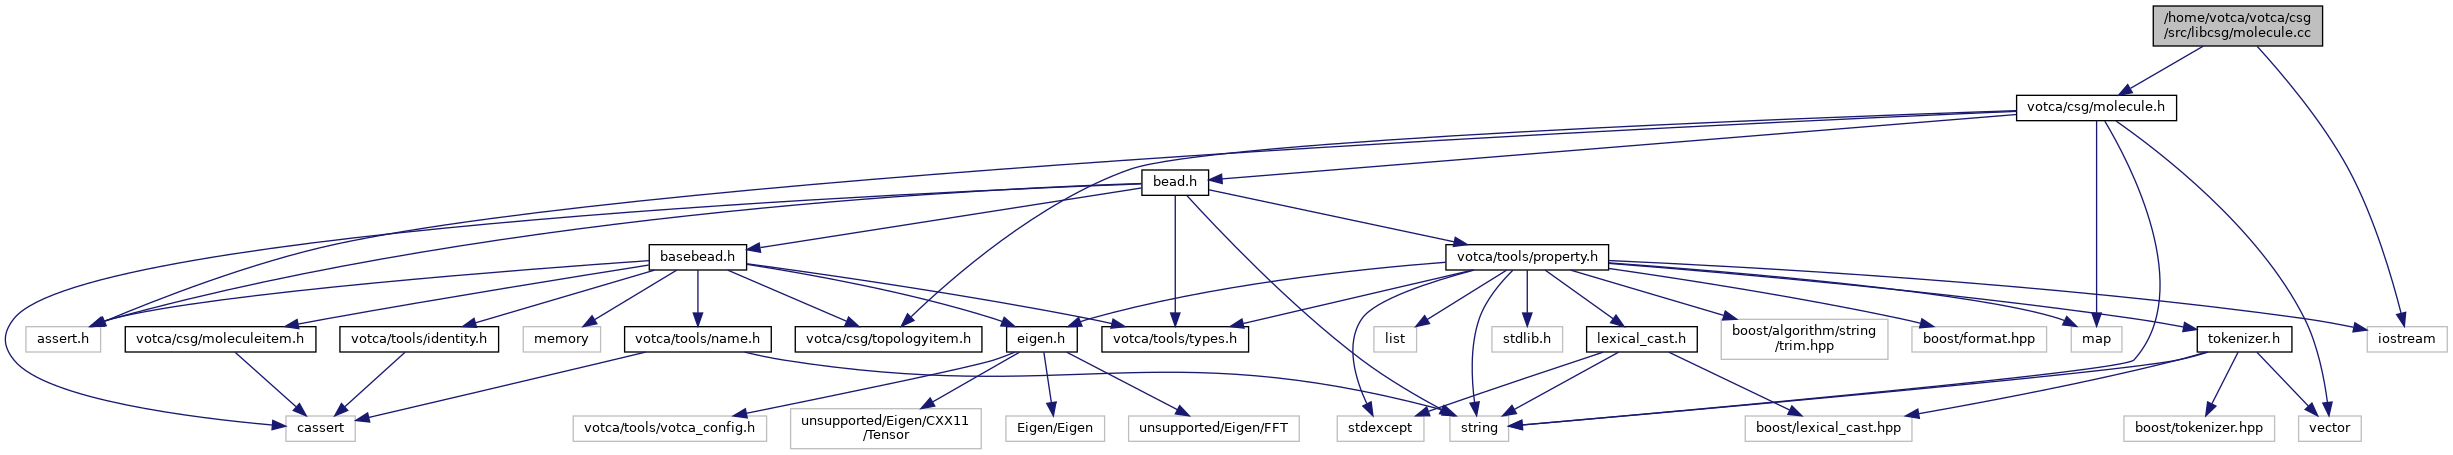 /home/votca/votca/csg
/src/libcsg/molecule.cc
votca/csg/molecule.h
bead.h
basebead.h
votca/tools/property.h
assert.h
votca/csg/moleculeitem.h
votca/tools/identity.h
memory
votca/tools/name.h
votca/csg/topologyitem.h
eigen.h
votca/tools/types.h
list
stdlib.h
lexical_cast.h
boost/algorithm/string
/trim.hpp
boost/format.hpp
map
tokenizer.h
iostream
cassert
votca/tools/votca_config.h
unsupported/Eigen/CXX11
/Tensor
Eigen/Eigen
unsupported/Eigen/FFT
stdexcept
string
boost/lexical_cast.hpp
boost/tokenizer.hpp
vector